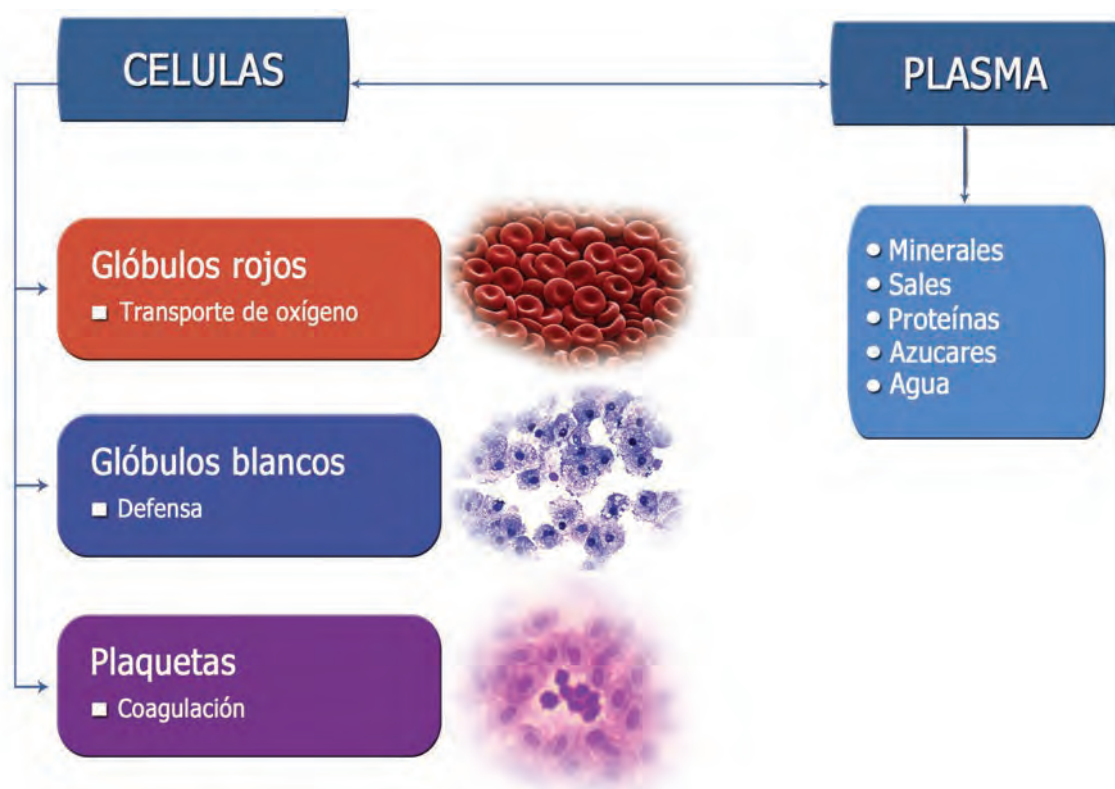 CELULAS
PLASMA
Glóbulos rojos
Transporte de oxígeno
Glóbulos blancos
Defensa
Plaquetas
Coagulación
Minerales
Sales
Proteínas
Azucares
Agua